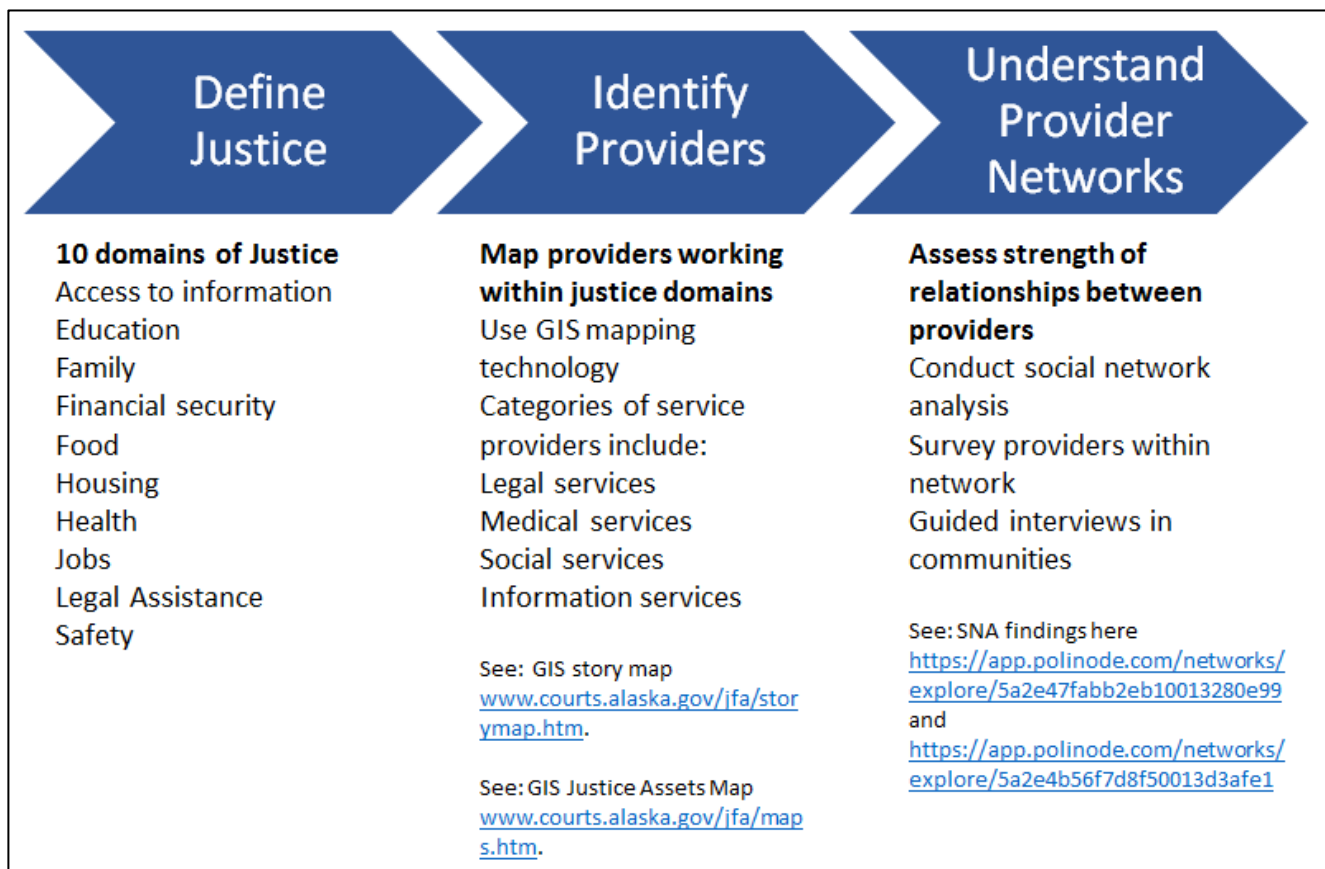 Define
Justice
Identify
Providers
Understand
Provider
Networks
10 domains of Justice
Access to information
Education
Family
Financial security
Food
Housing
Health
Jobs
Legal Assistance
Safety
Map providers working
within justice domains
Use GIS mapping
technology
Categories of service
providers include:
Legal services
Medical services
Social services
Information services
See: GIS story map
www.courts.alaska.gov/jfa/stor
ymap.htm.
See: GIS Justice Assets Map
www.courts.alaska.gov/jfa/map
s.htm.
Assess strength of
relationships between
providers
Conduct social network
analysis
Survey providers within
network
Guided interviews in
communities
See: SNA findings here
https://app.polinode.com/networks/
explore/5a2e47fabb2eb10013280e99
and
https://app.polinode.com/networks/
explore/5a2e4b56f7d8f50013d3afe1